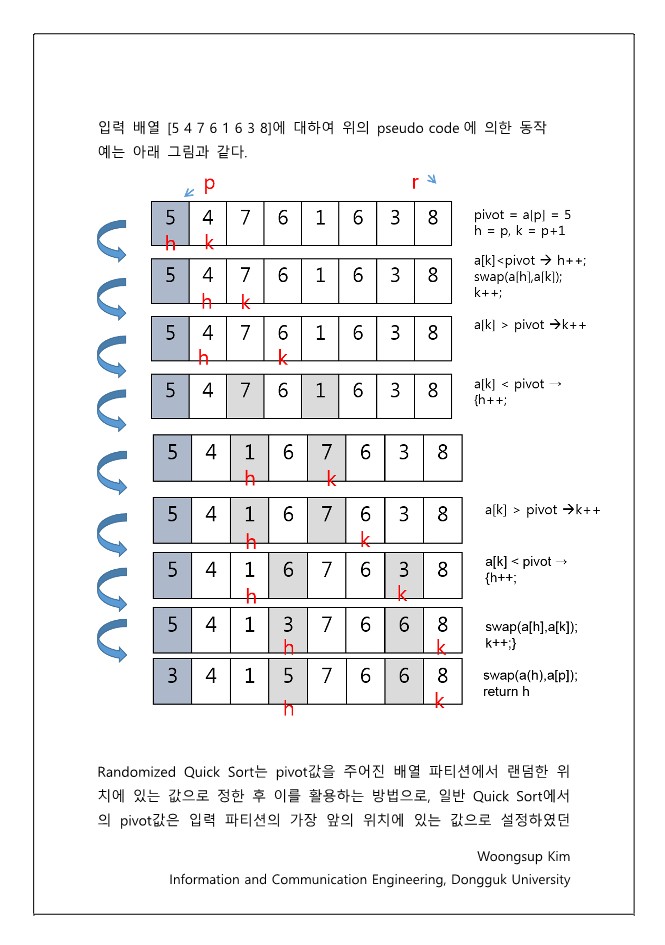 입력 배열 [5 4 7 6 1 6 3 8]에 대하여 위의 pseudo code 에 의한 동작
예는 아래 그림과 같다.
p r
5 4 7 6 1 6 3 8
h k
pivot = a[p] = 5
h = p, k = p+1
5 4 7 6 1 6 3 8
h k
a[k]<pivot → h++;
swap(a[h],a[k]);
k++;
5 4 7 6 1 6 3 8
h k
a[k] > pivot →k++
5 4 7 6 1 6 3 8
a[k] < pivot →
{h++;
5 4 1 6 7 6 3 8
h k
5 4 1 6 7 6 3 8
h k
a[k] > pivot →k++
5 4 1 6 7 6 3 8
h k
a[k] < pivot →
{h++;
5 4 1 3 7 6 6 8
h k
swap(a[h],a[k]);
k++;}
3 4 1 5 7 6 6 8
h k
swap(a(h),a[p]);
return h
Randomized Quick Sort는 pivot값을 주어진 배열 파티션에서 랜덤한 위
치에 있는 값으로 정한 후 이를 활용하는 방법으로, 일반 Quick Sort에서
의 pivot값은 입력 파티션의 가장 앞의 위치에 있는 값으로 설정하였던
Woongsup Kim
Information and Communication Engineering, Dongguk University